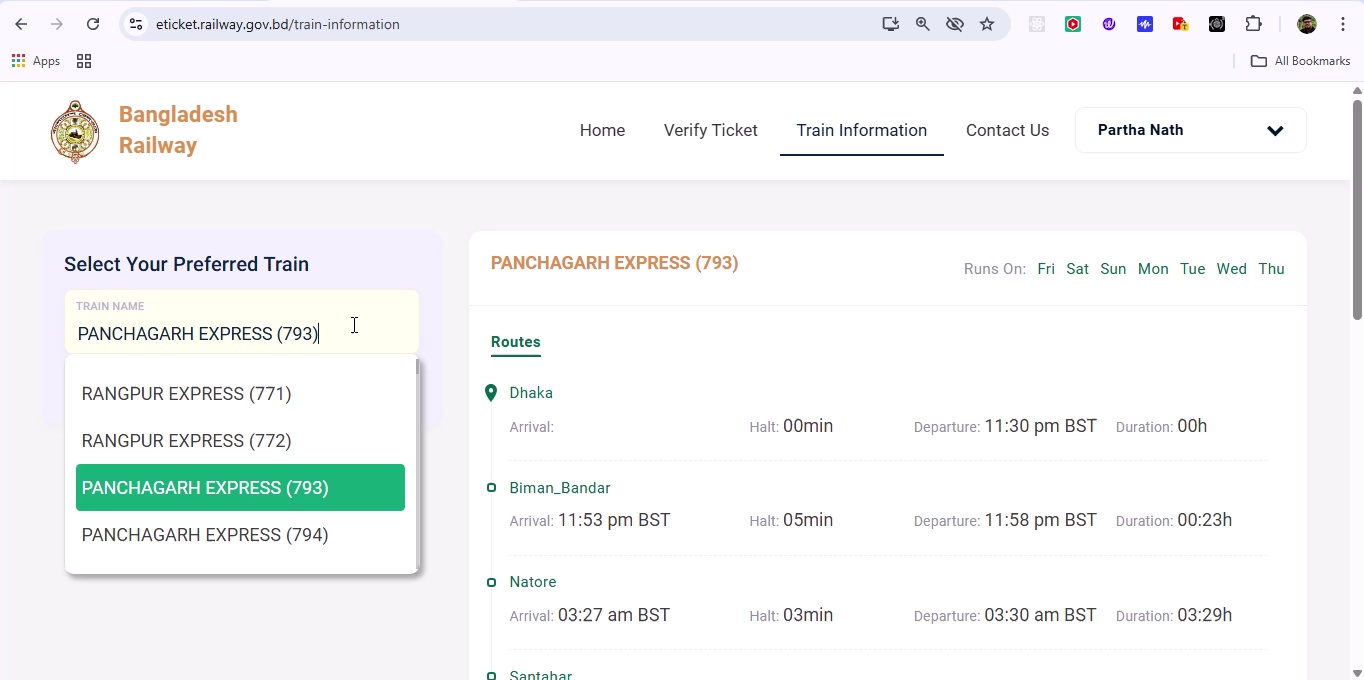 eticket.railway.gov.bd/train-information
Apps
All Bookmarks
Bangladesh
Railway
Home
Verify Ticket
Train Information
Contact Us
Partha Nath
Select Your Preferred Train
TRAIN NAME
PANCHAGARH EXPRESS (793)
RANGPUR EXPRESS (771)
RANGPUR EXPRESS (772)
PANCHAGARH EXPRESS (793)
PANCHAGARH EXPRESS (794)
PANCHAGARH EXPRESS (793)
Runs On: Fri Sat Sun Mon Tue Wed Thu
Routes
Dhaka
Arrival: Halt: 00min Departure: 11:30 pm BST Duration: 00h
Biman_Bandar
Arrival: 11:53 pm BST Halt: 05min Departure: 11:58 pm BST Duration: 00:23h
Natore
Arrival: 03:27 am BST Halt: 03min Departure: 03:30 am BST Duration: 03:29h
Santahar